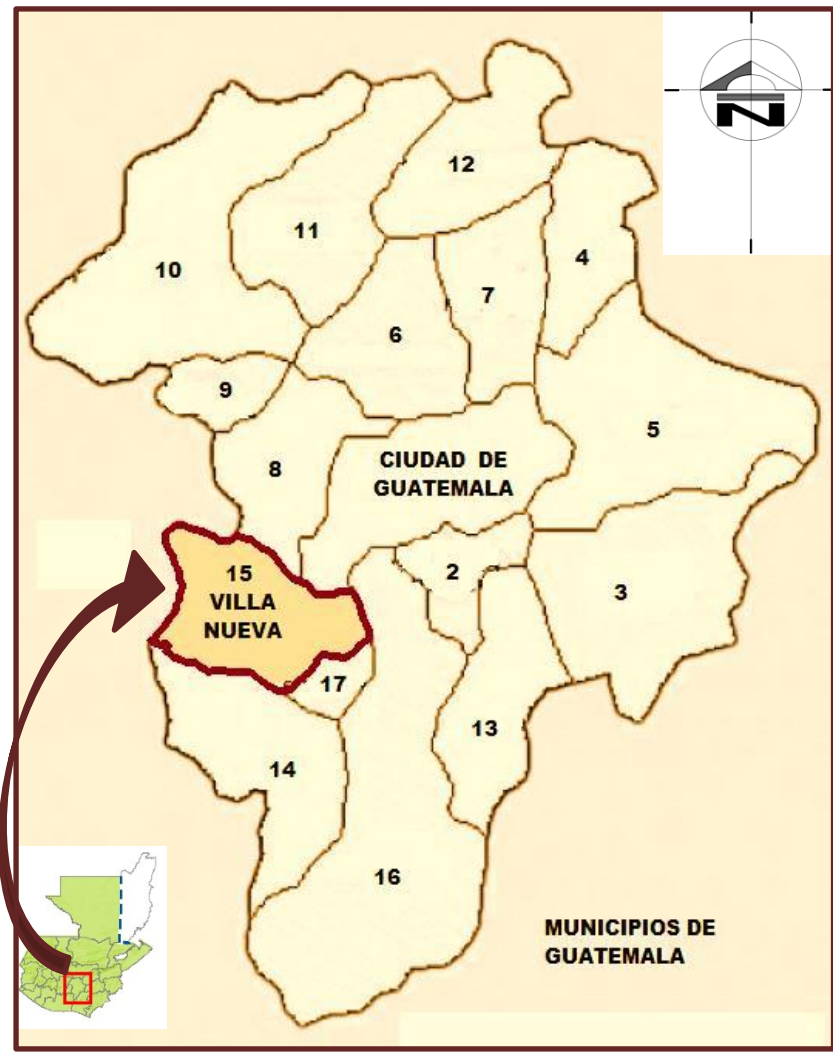 N
12
11
4
10
7
6
9
5
8
CIUDAD DE
GUATEMALA
15
VILLA
NUEVA
2
3
17
13
14
16
MUNICIPIOS DE
GUATEMALA